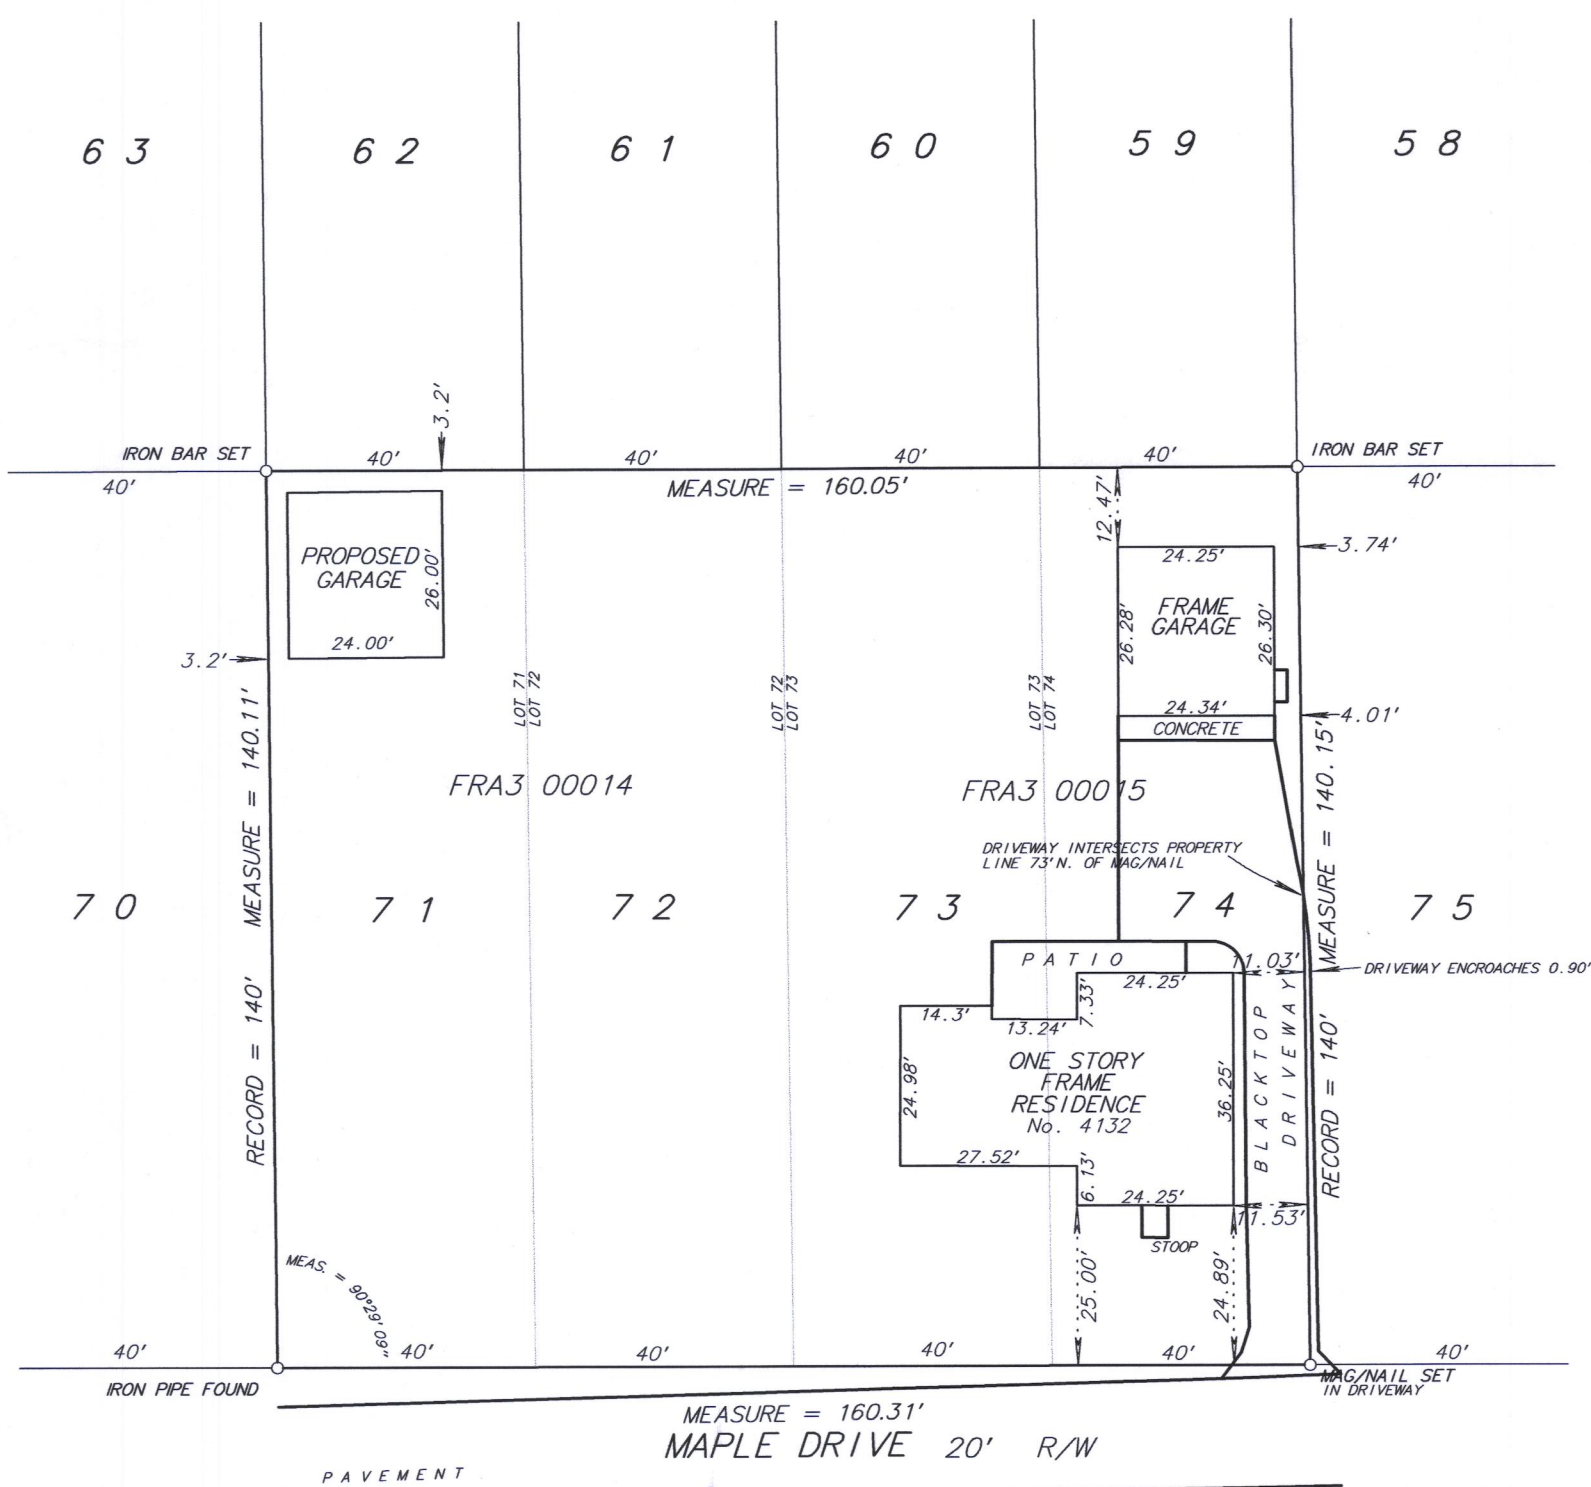 6 3
6 2
6 1
6 0
5 9
5 8
3.2'
IRON BAR SET
40'
40'
40'
40'
IRON BAR SET
40'
MEASURE = 160.05'
40'
12.47'
PROPOSED
GARAGE
26.00'
24.00'
3.2'
24.25'
3.74'
FRAME
GARAGE
26.28'
26.30'
24.34'
CONCRETE
4.01'
LOT 71
LOT 72
LOT 72
LOT 73
LOT 73
LOT 74
RECORD = 140' MEASURE = 140.11'
RECORD = 140' MEASURE = 140.15'
FRA3 00014
FRA3 00015
DRIVEWAY INTERSECTS PROPERTY
LINE 73'N. OF MAG/NAIL
7 0
7 1
7 2
7 3
7 4
7 5
PATIO
11.03'
DRIVEWAY ENCROACHES 0.90'
24.25'
7.33'
14.3'
13.24'
24.98'
ONE STORY
FRAME
RESIDENCE
No. 4132
36.25'
BLACKTOP
DRIVEWAY
27.52'
6.13'
24.25'
11.53'
STOOP
25.00'
24.89'
MEAS. = 90°29'09"
40'
40'
40'
40'
40'
40'
IRON PIPE FOUND
MAG/NAIL SET
IN DRIVEWAY
MEASURE = 160.31'
MAPLE DRIVE 20' R/W
PAVEMENT